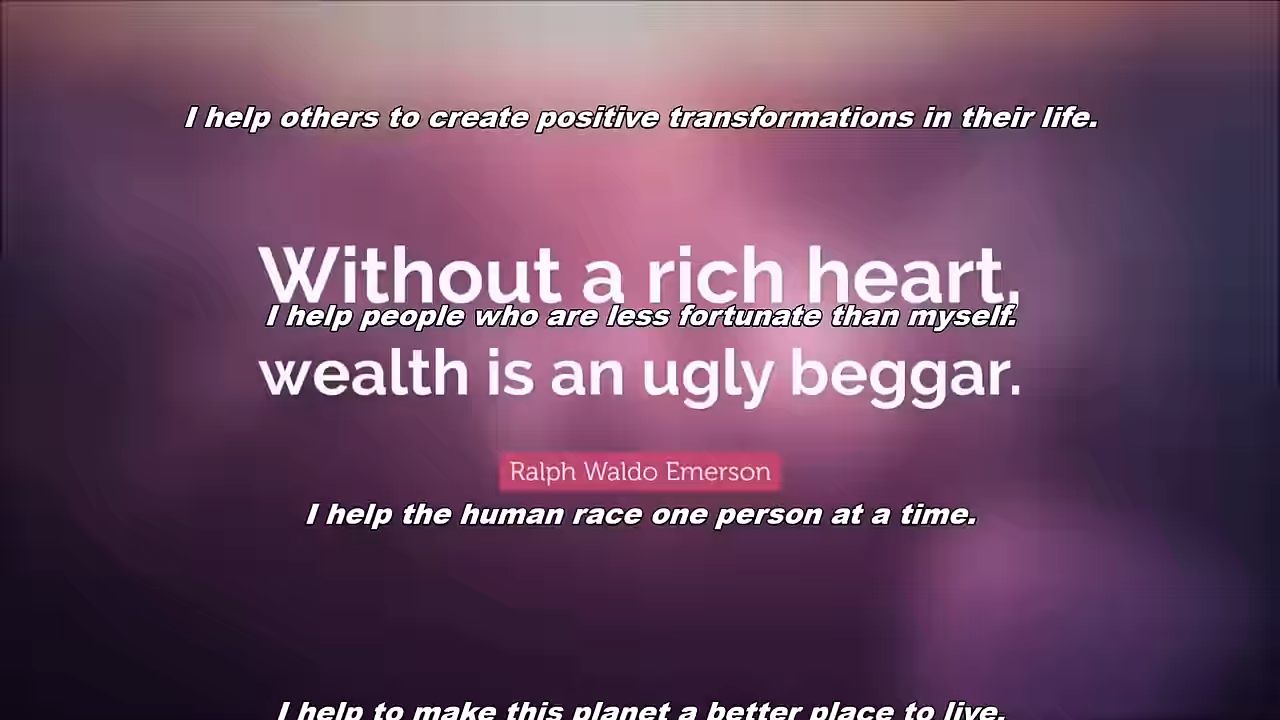 I help others to create positive transformations in their life.
Without a rich heart,
I help people who are less fortunate than myself.
wealth is an ugly beggar.
Ralph Waldo Emerson
I help the human race one person at a time.
I help to make this planet a better place to live.